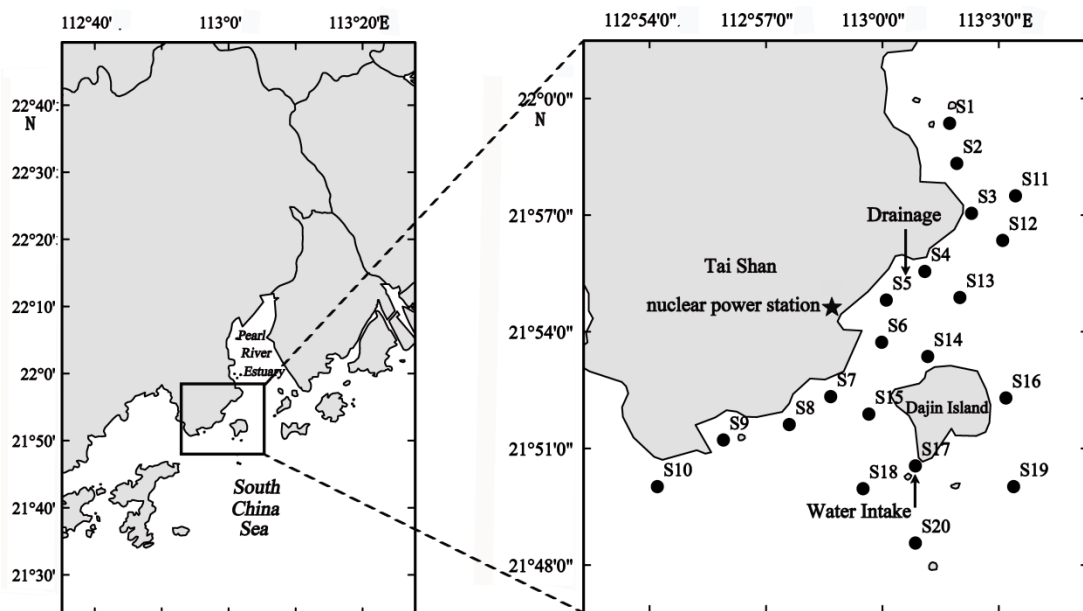 112°40' 113°0' 113°20'E
22°40'
N
22°30'
22°20'
22°10'
22°0'
21°50'
21°40'
21°30'
Pearl
River
Estuary
South
China
Sea
112°54'0" 112°57'0" 113°0'0" 113°3'0"E
22°0'0"
N
21°57'0"
21°54'0"
21°51'0"
21°48'0"
S1
S2
S11
S3
Drainage
S12
S4
Tai Shan
S5
S13
nuclear power station
S6
S14
S7
S16
S15
Dajin Island
S8
S9
S17
S10
S18
S19
Water Intake
S20